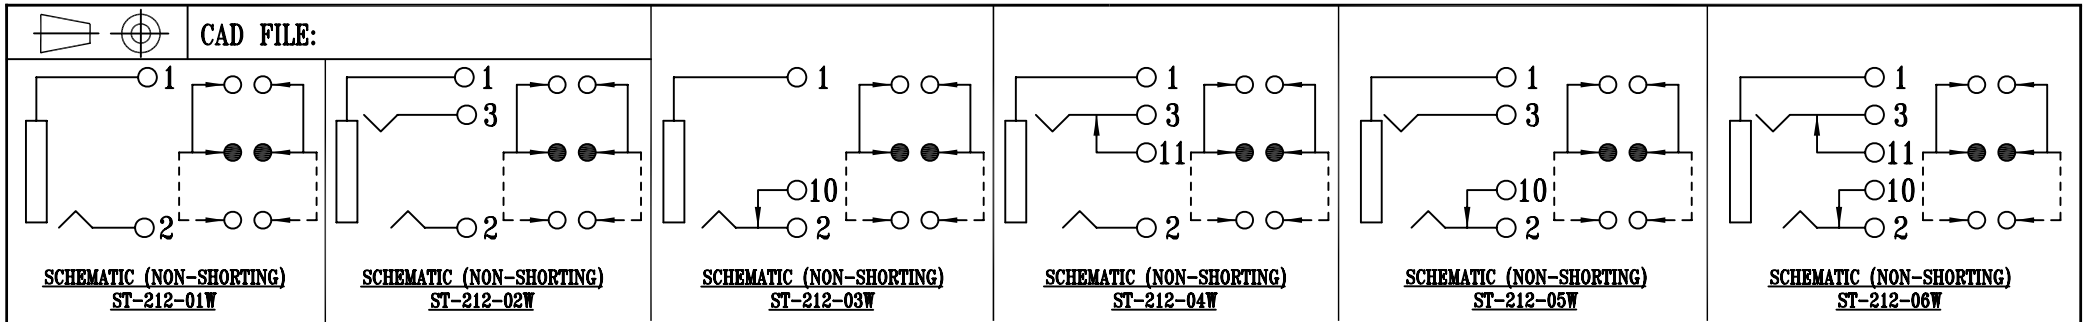 CAD FILE:
1
2
SCHEMATIC (NON-SHORTING)
ST-212-01W
1
3
2
SCHEMATIC (NON-SHORTING)
ST-212-02W
1
10
2
SCHEMATIC (NON-SHORTING)
ST-212-03W
1
3
11
2
SCHEMATIC (NON-SHORTING)
ST-212-04W
1
3
10
2
SCHEMATIC (NON-SHORTING)
ST-212-05W
1
3
11
10
2
SCHEMATIC (NON-SHORTING)
ST-212-06W